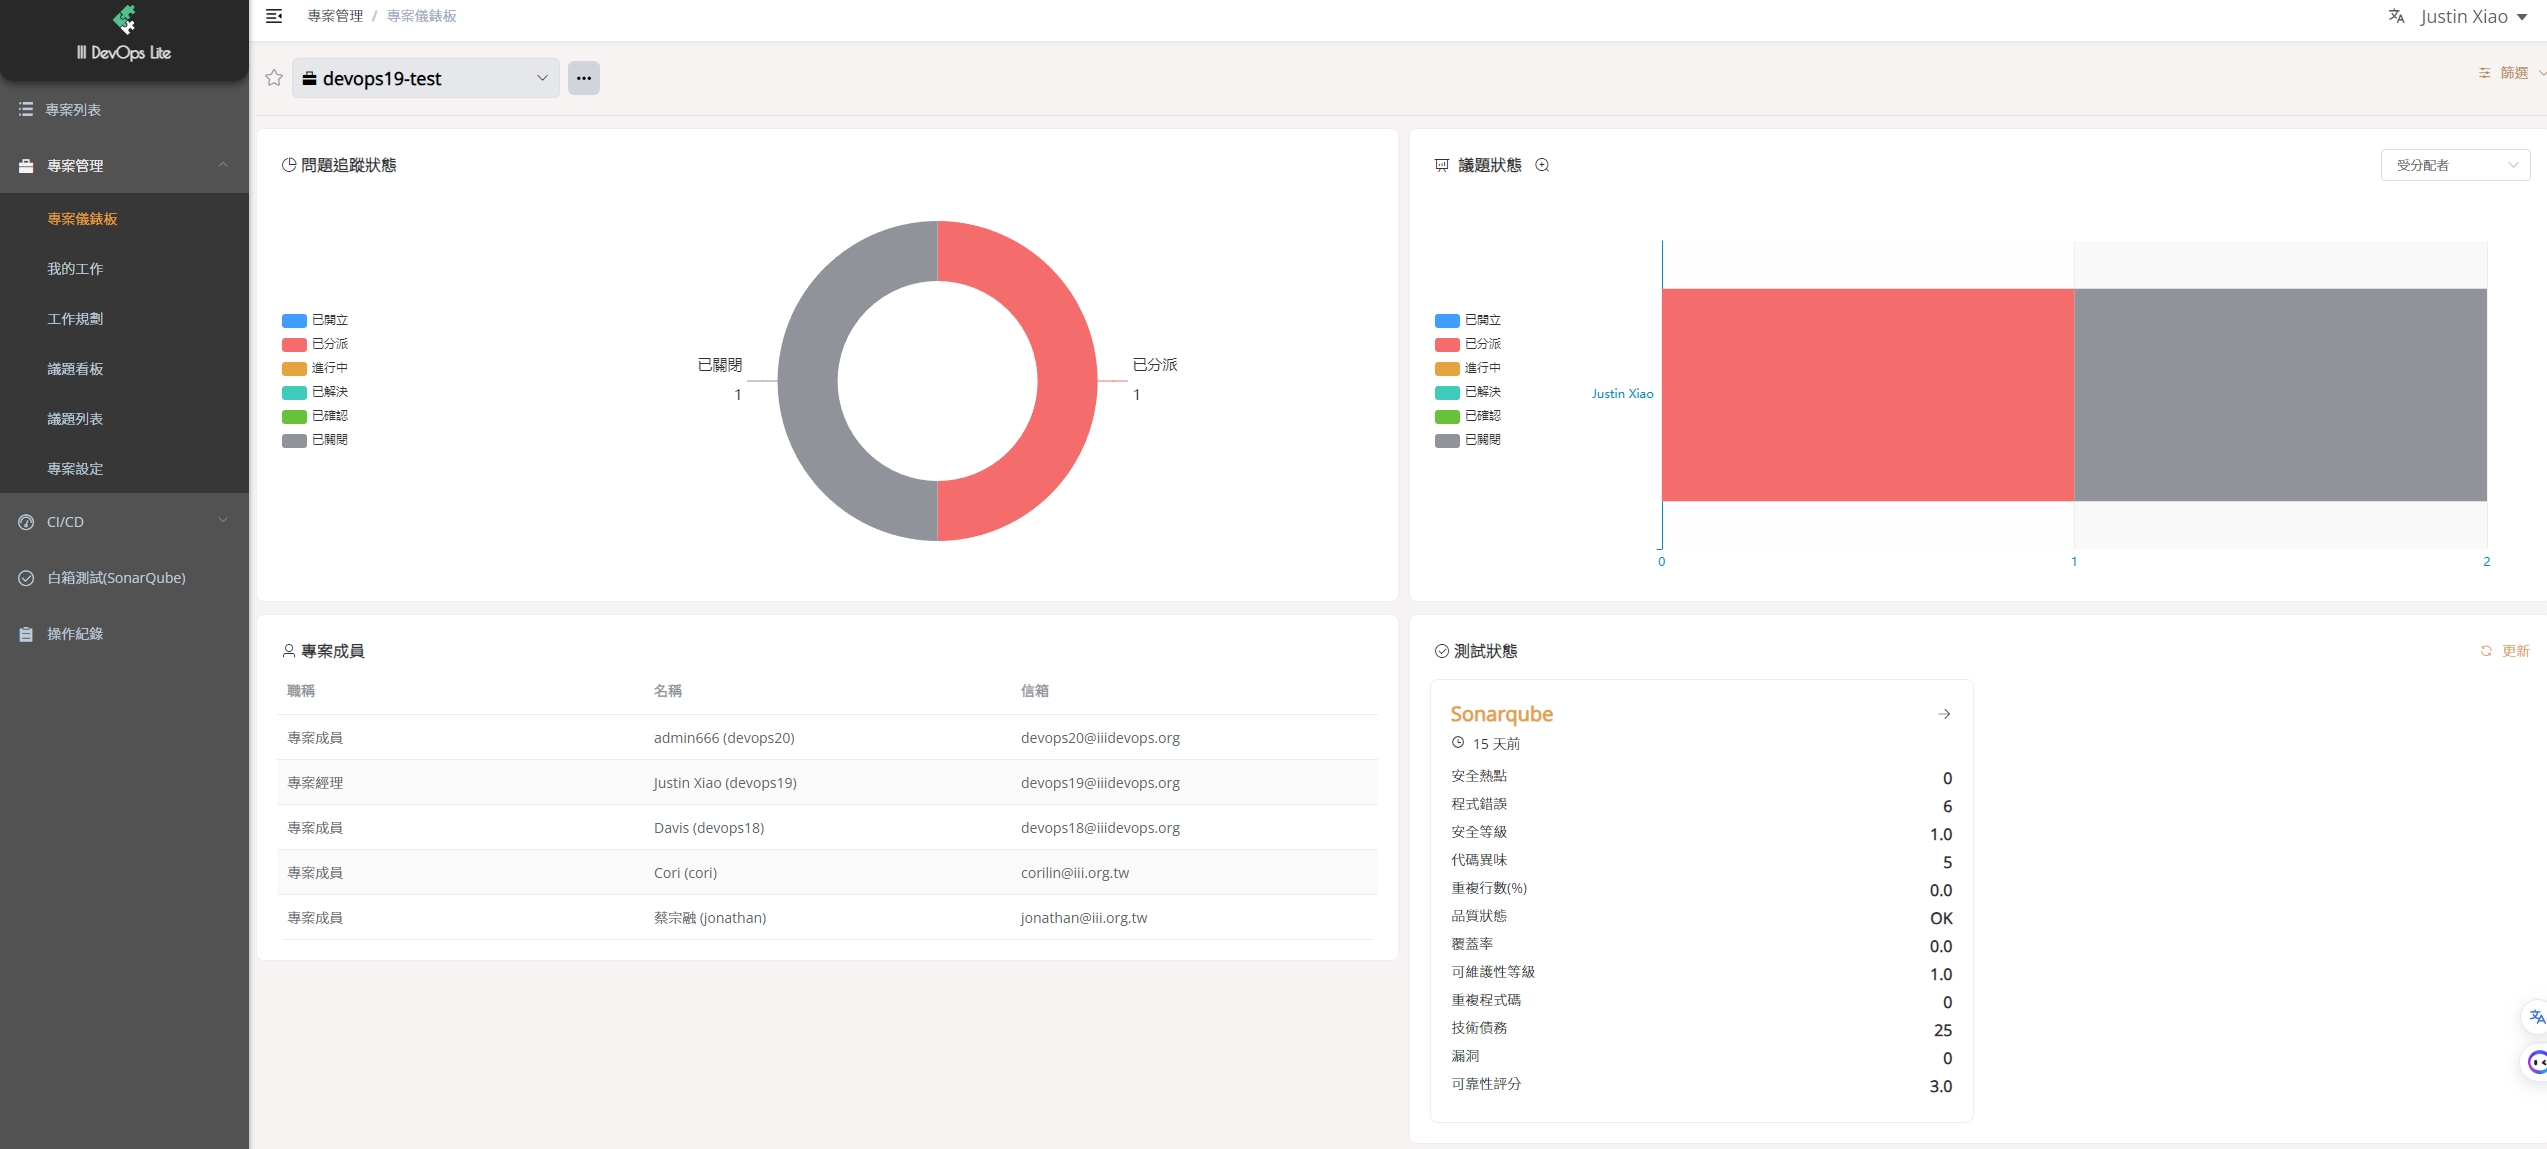 III DevOps Lite
專案列表
專案管理
專案儀錶板
我的工作
工作規劃
議題看板
議題列表
專案設定
CI/CD
白箱測試(SonarQube)
操作紀錄
專案管理 / 專案儀錶板
Justin Xiao
devops19-test
篩選
問題追蹤狀態
已開立
已分派
進行中
已解決
已確認
已關閉
已關閉
1
已分派
1
議題狀態
受分配者
已開立
已分派
進行中
已解決
已確認
已關閉
Justin Xiao
0 1 2
專案成員
職稱 名稱 信箱
專案成員 admin666 (devops20) devops20@iiidevops.org
專案經理 Justin Xiao (devops19) devops19@iiidevops.org
專案成員 Davis (devops18) devops18@iiidevops.org
專案成員 Cori (cori) corilin@iii.org.tw
專案成員 蔡宗融 (jonathan) jonathan@iii.org.tw
測試狀態
更新
Sonarqube
15 天前
安全熱點 0
程式錯誤 6
安全等級 1.0
代碼異味 5
重複行數(%) 0.0
品質狀態 OK
覆蓋率 0.0
可維護性等級 1.0
重複程式碼 0
技術債務 25
漏洞 0
可靠性評分 3.0